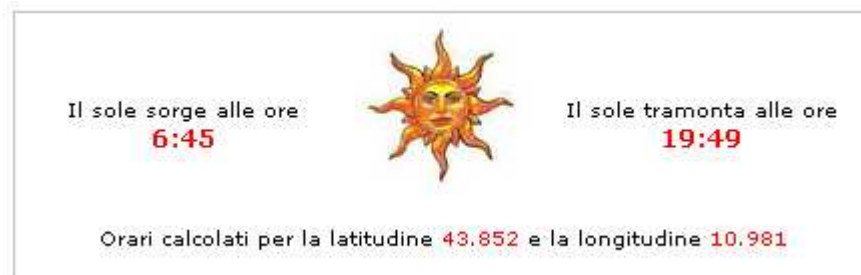 Il sole sorge alle ore
6:45
Il sole tramonta alle ore
19:49
Orari calcolati per la latitudine 43.852 e la longitudine 10.981